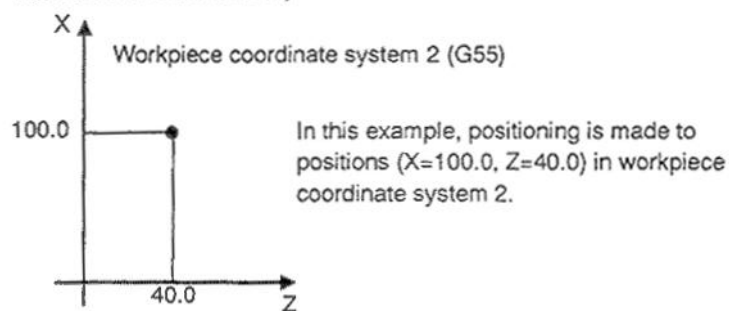 X
Workpiece coordinate system 2 (G55)
100.0
In this example, positioning is made to
positions (X=100.0, Z=40.0) in workpiece
coordinate system 2.
40.0
Z